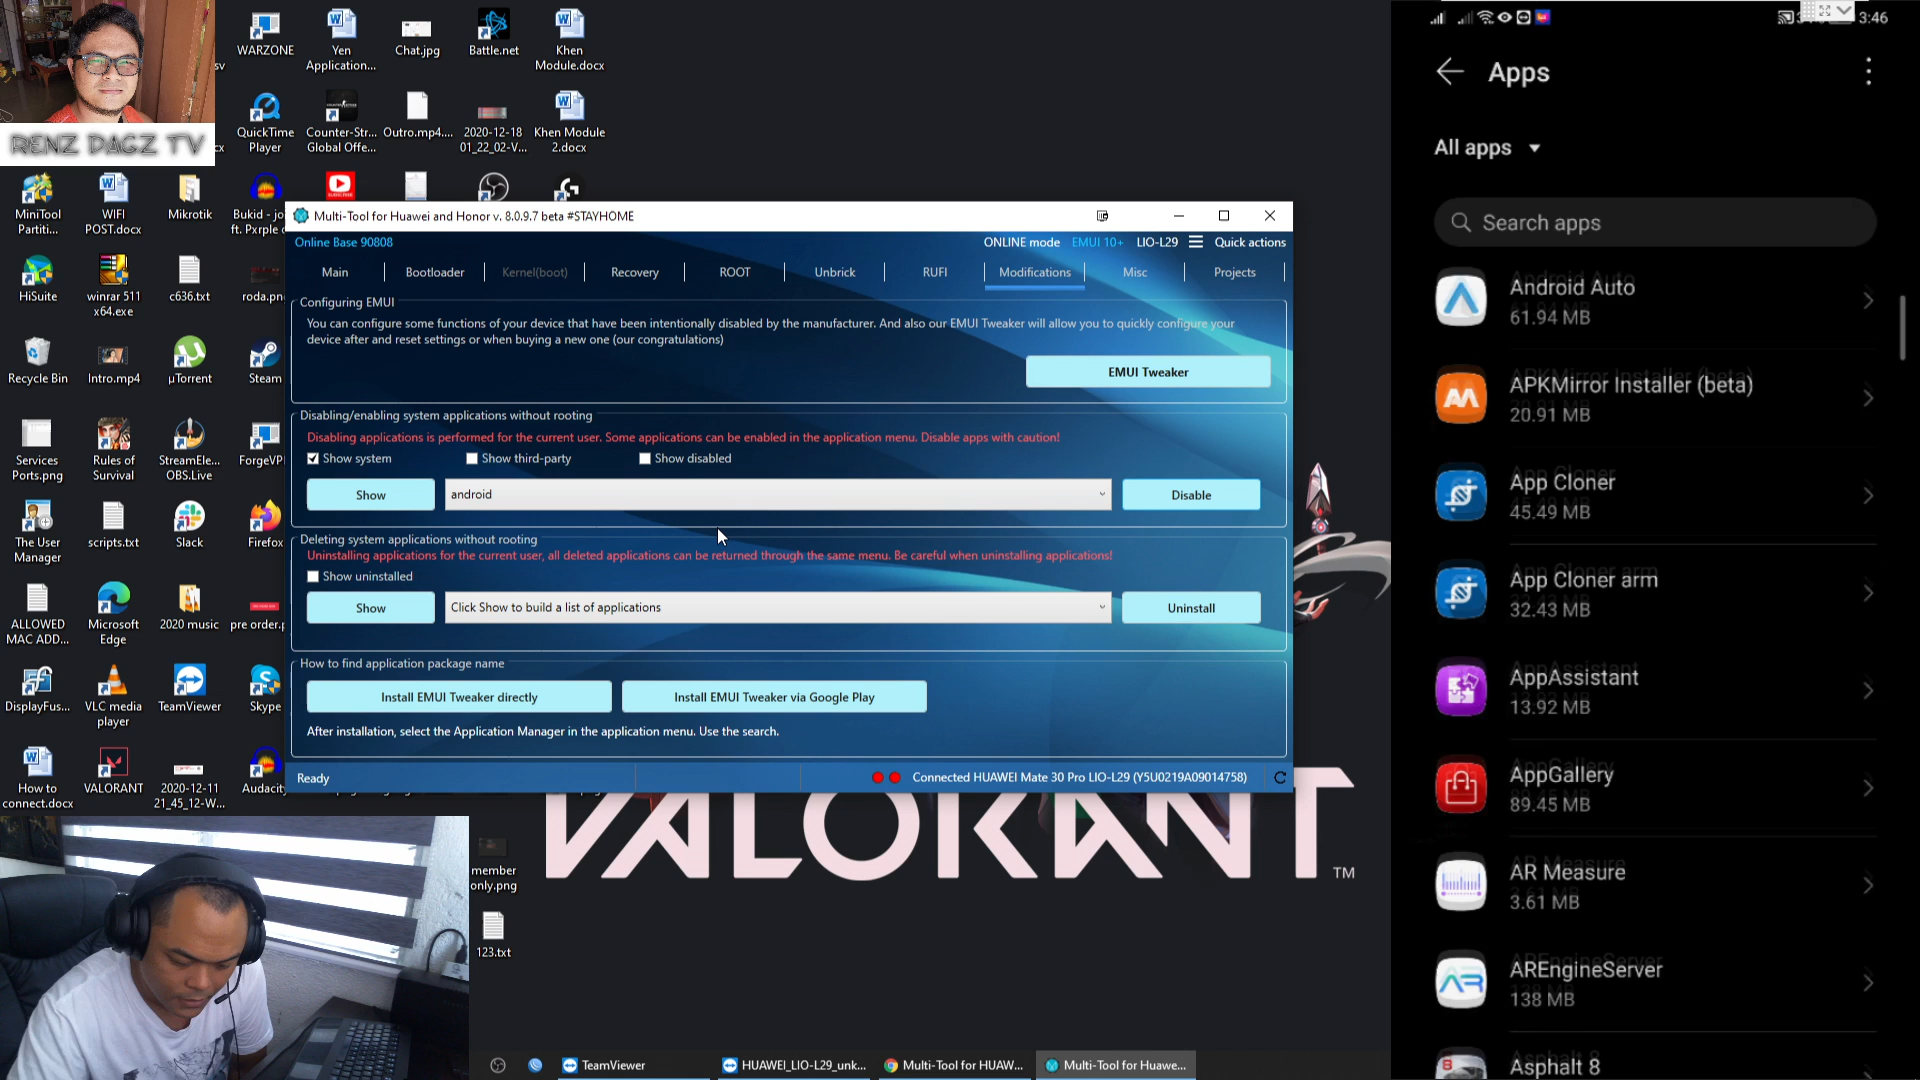 RENZ DAGZ TV
sv
WARZONE
Yen
Application...
Chat.jpg
Battle.net
Khen
Module.docx
QuickTime
Player
Counter-Str...
Global Offe...
Outro.mp4....
2020-12-18
01_22_02-V...
Khen Module
2.docx
cx
MiniTool
Partiti...
WIFI
POST.docx
Mikrotik
Bukid - jo
ft. Pxrple c
HiSuite
winrar 511
x64.exe
c636.txt
roda.pn
Recycle Bin
Intro.mp4
µTorrent
Steam
Services
Ports.png
Rules of
Survival
StreamEle...
OBS.Live
ForgeVP
The User
Manager
scripts.txt
Slack
Firefox
ALLOWED
MAC ADD...
Microsoft
Edge
2020 music
pre order.p
DisplayFus...
VLC media
player
TeamViewer
Skype
How to
connect.docx
VALORANT
2020-12-11
21_45_12-W...
Audacity
member
only.png
123.txt
Multi-Tool for Huawei and Honor v. 8.0.9.7 beta #STAYHOME
Online Base 90808
ONLINE mode
EMUI 10+
LIO-L29
Quick actions
Main
Bootloader
Kernel(boot)
Recovery
ROOT
Unbrick
RUFI
Modifications
Misc
Projects
Configuring EMUI
You can configure some functions of your device that have been intentionally disabled by the manufacturer. And also our EMUI Tweaker will allow you to quickly configure your
device after and reset settings or when buying a new one (our congratulations)
EMUI Tweaker
Disabling/enabling system applications without rooting
Disabling applications is performed for the current user. Some applications can be enabled in the application menu. Disable apps with caution!
Show system
Show third-party
Show disabled
Show
android
Disable
Deleting system applications without rooting
Uninstalling applications for the current user, all deleted applications can be returned through the same menu. Be careful when uninstalling applications!
Show uninstalled
Show
Click Show to build a list of applications
Uninstall
How to find application package name
Install EMUI Tweaker directly
Install EMUI Tweaker via Google Play
After installation, select the Application Manager in the application menu. Use the search.
Ready
Connected HUAWEI Mate 30 Pro LIO-L29 (Y5U0219A09014758)
VALORANT
TM
TeamViewer
HUAWEI_LIO-L29_unk...
Multi-Tool for HUAW...
Multi-Tool for Huawe...
3:46
Apps
All apps
Search apps
Android Auto
61.94 MB
APKMirror Installer (beta)
20.91 MB
App Cloner
45.49 MB
App Cloner arm
32.43 MB
AppAssistant
13.92 MB
AppGallery
89.45 MB
AR Measure
3.61 MB
AREngineServer
138 MB
Asphalt 8